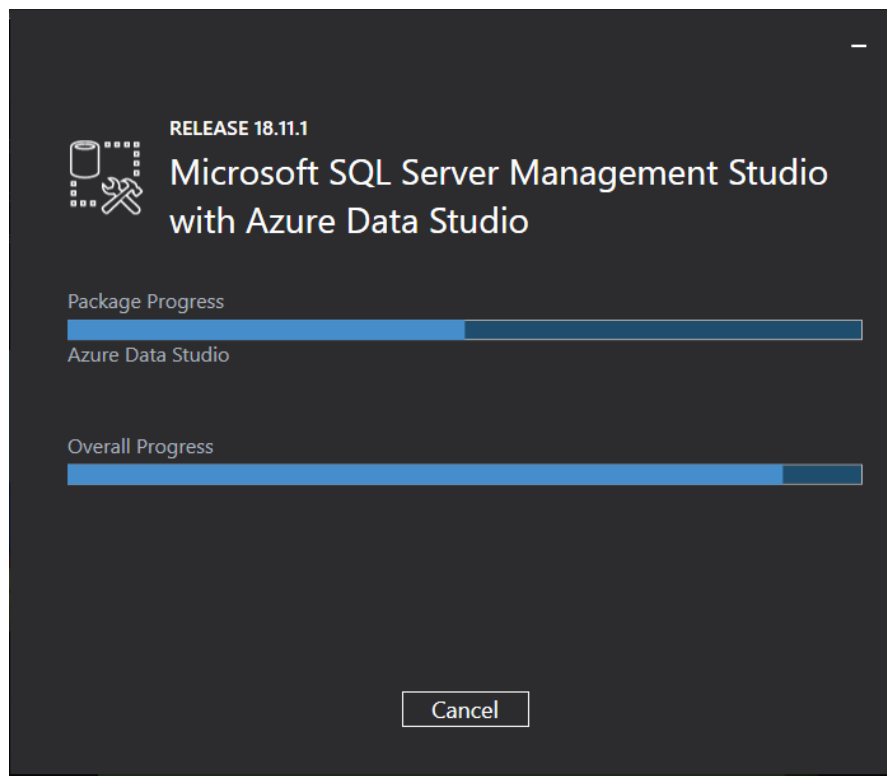 RELEASE 18.11.1
Microsoft SQL Server Management Studio
with Azure Data Studio
Package Progress
Azure Data Studio
Overall Progress
Cancel